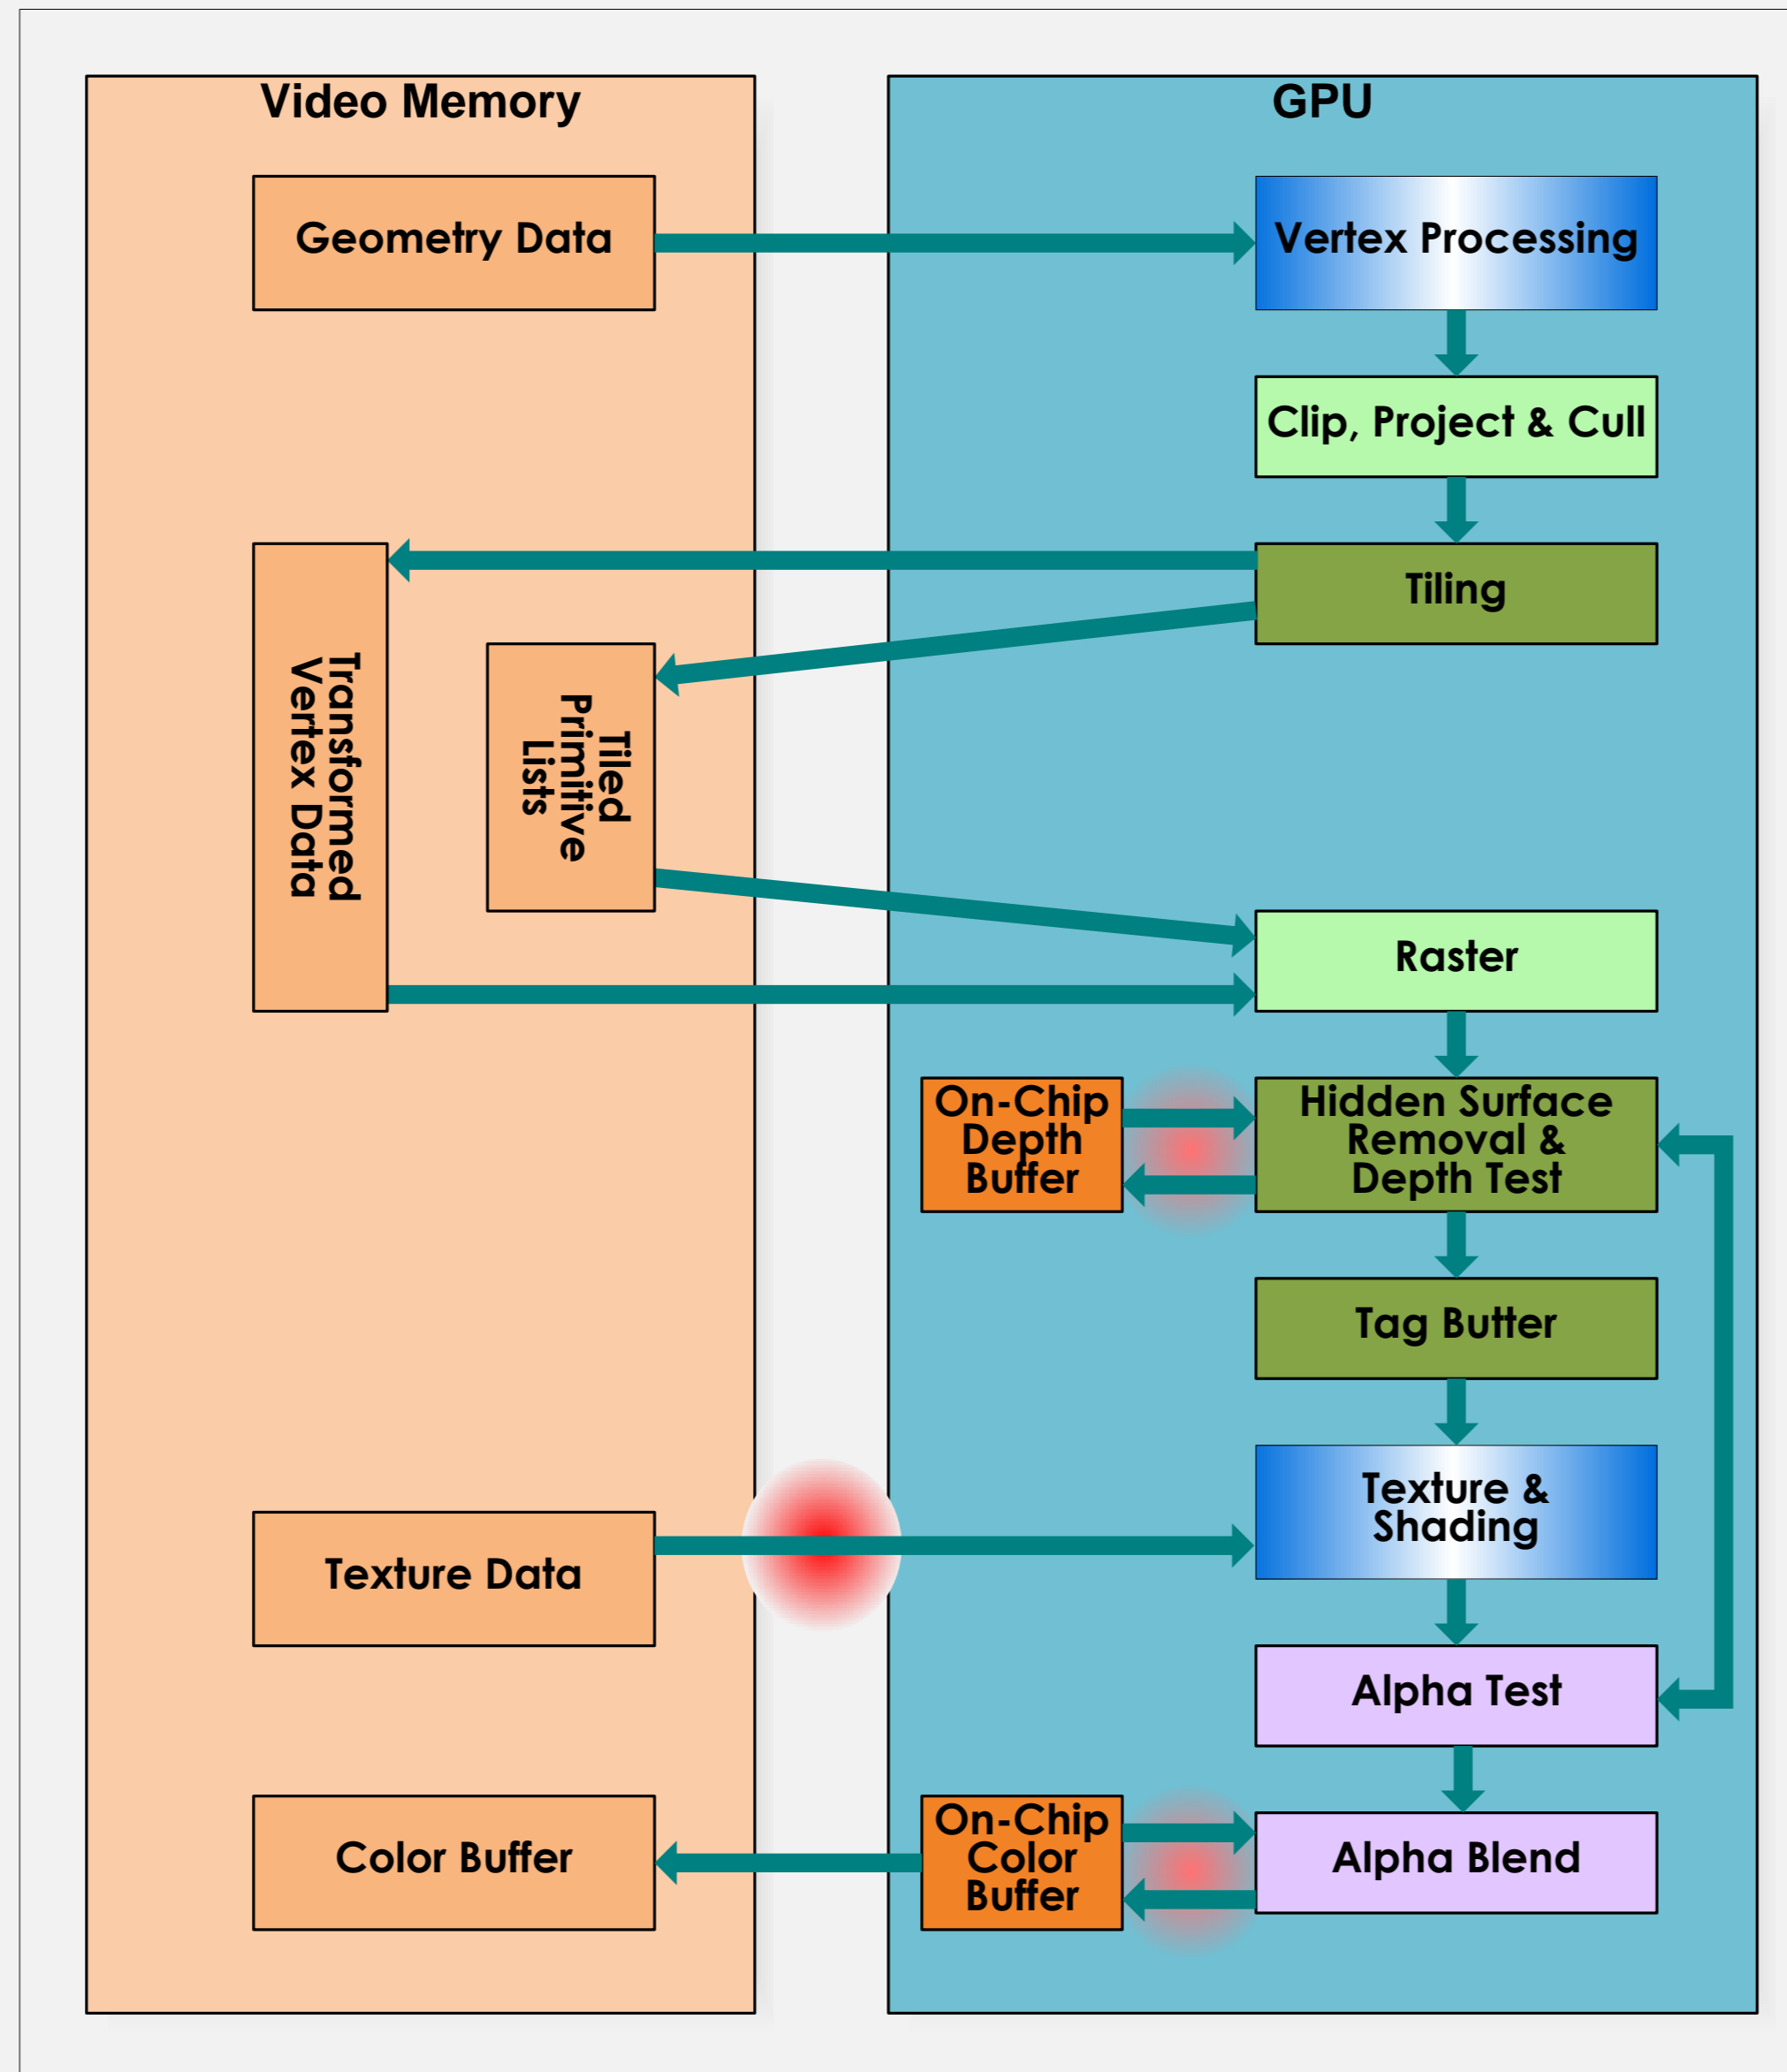 Video Memory
GPU
Geometry Data
Vertex Processing
Clip, Project & Cull
Tiling
Transformed
Vertex Data
Tiled
Primitive
Lists
Raster
On-Chip
Depth
Buffer
Hidden Surface
Removal &
Depth Test
Tag Butter
Texture &
Shading
Texture Data
Alpha Test
Color Buffer
On-Chip
Color
Buffer
Alpha Blend